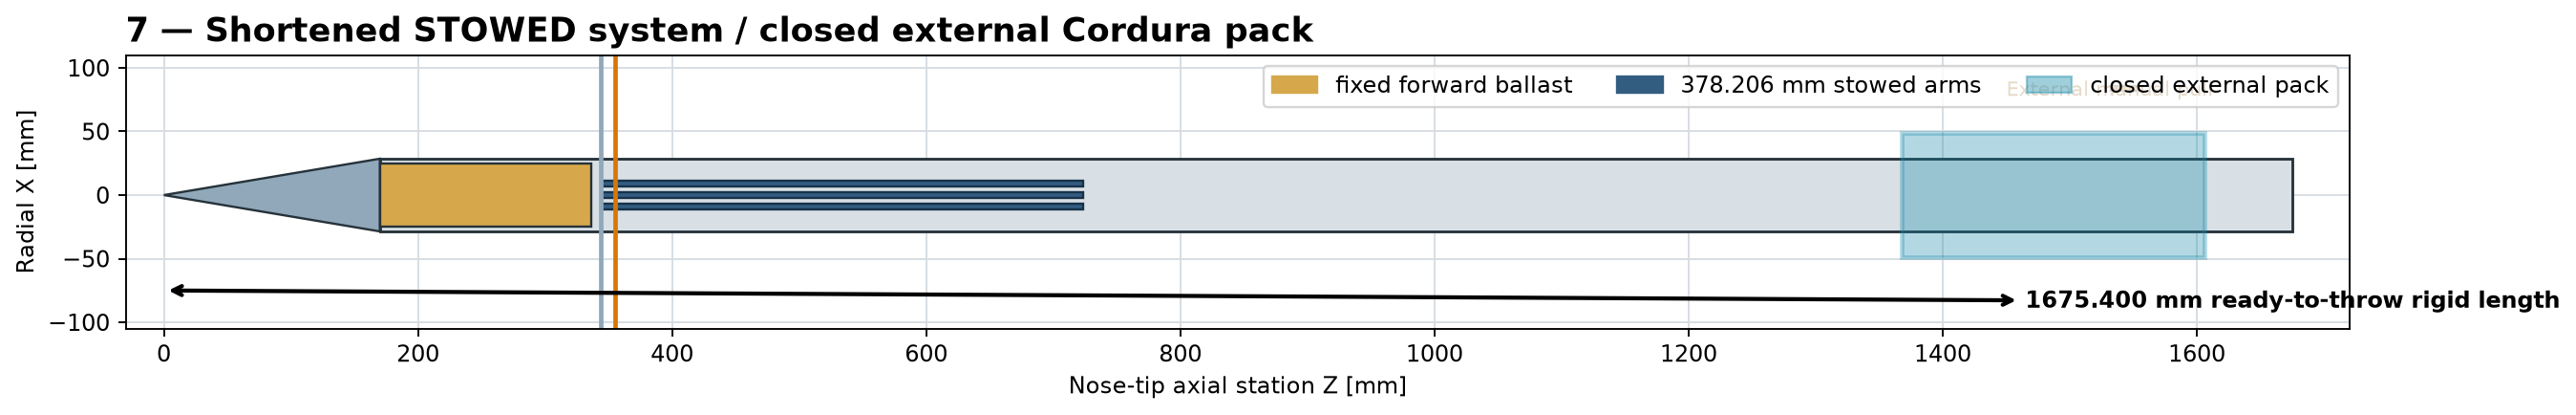 7 — Shortened STOWED system / closed external Cordura pack
fixed forward ballast
378.206 mm stowed arms
closed external pack
Radial X [mm]
100
50
0
−50
−100
1675.400 mm ready-to-throw rigid length
0 200 400 600 800 1000 1200 1400 1600
Nose-tip axial station Z [mm]